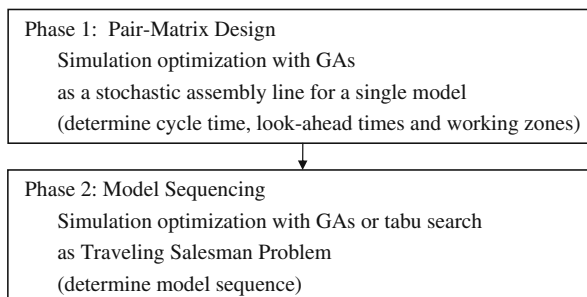 Phase 1:  Pair-Matrix Design
Simulation optimization with GAs
as a stochastic assembly line for a single model
(determine cycle time, look-ahead times and working zones)
Phase 2: Model Sequencing
Simulation optimization with GAs or tabu search
as Traveling Salesman Problem
(determine model sequence)